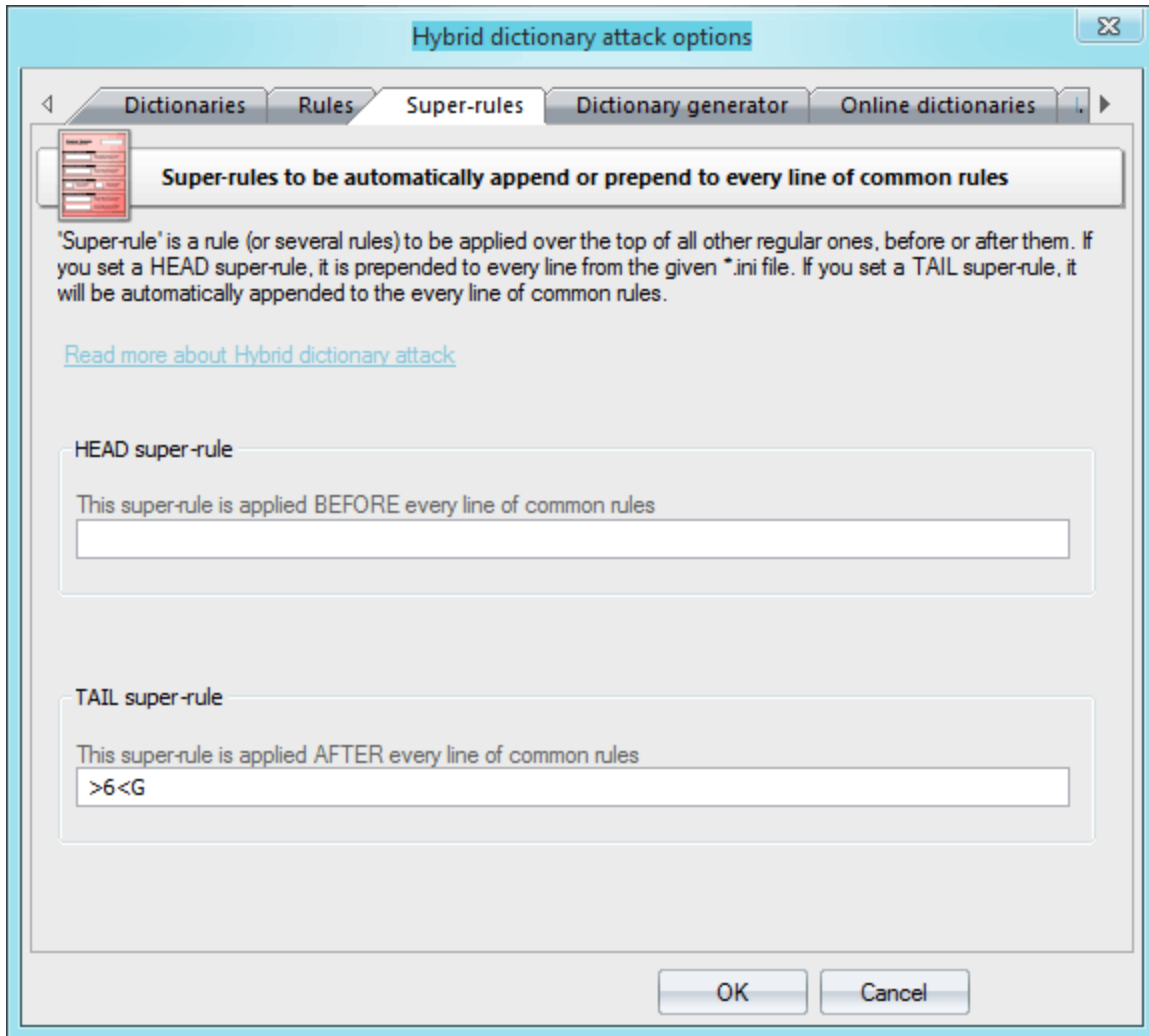 Hybrid dictionary attack options
Dictionaries
Rules
Super-rules
Dictionary generator
Online dictionaries
Super-rules to be automatically append or prepend to every line of common rules
'Super-rule' is a rule (or several rules) to be applied over the top of all other regular ones, before or after them. If
you set a HEAD super-rule, it is prepended to every line from the given *.ini file. If you set a TAIL super-rule, it
will be automatically appended to the every line of common rules.
Read more about Hybrid dictionary attack
HEAD super-rule
This super-rule is applied BEFORE every line of common rules
TAIL super-rule
This super-rule is applied AFTER every line of common rules
>6<G
OK
Cancel